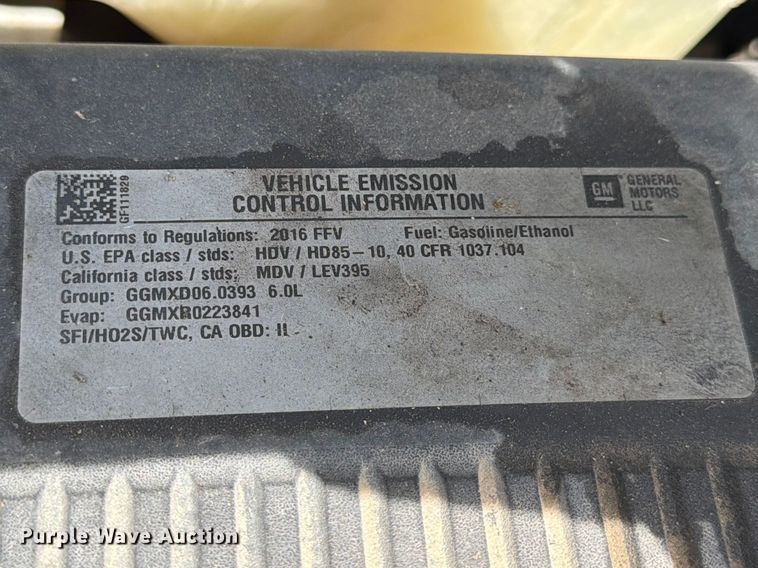 GF111829
VEHICLE EMISSION
CONTROL INFORMATION
GM
GENERAL
MOTORS
LLC
Conforms to Regulations: 2016 FFV Fuel: Gasoline/Ethanol
U.S. EPA class / stds: HDV / HD85-10, 40 CFR 1037.104
California class / stds: MDV / LEV395
Group: GGMXD06.0393 6.0L
Evap: GGMXR0223841
SFI/HO2S/TWC, CA OBD: II
Purple Wave Auction